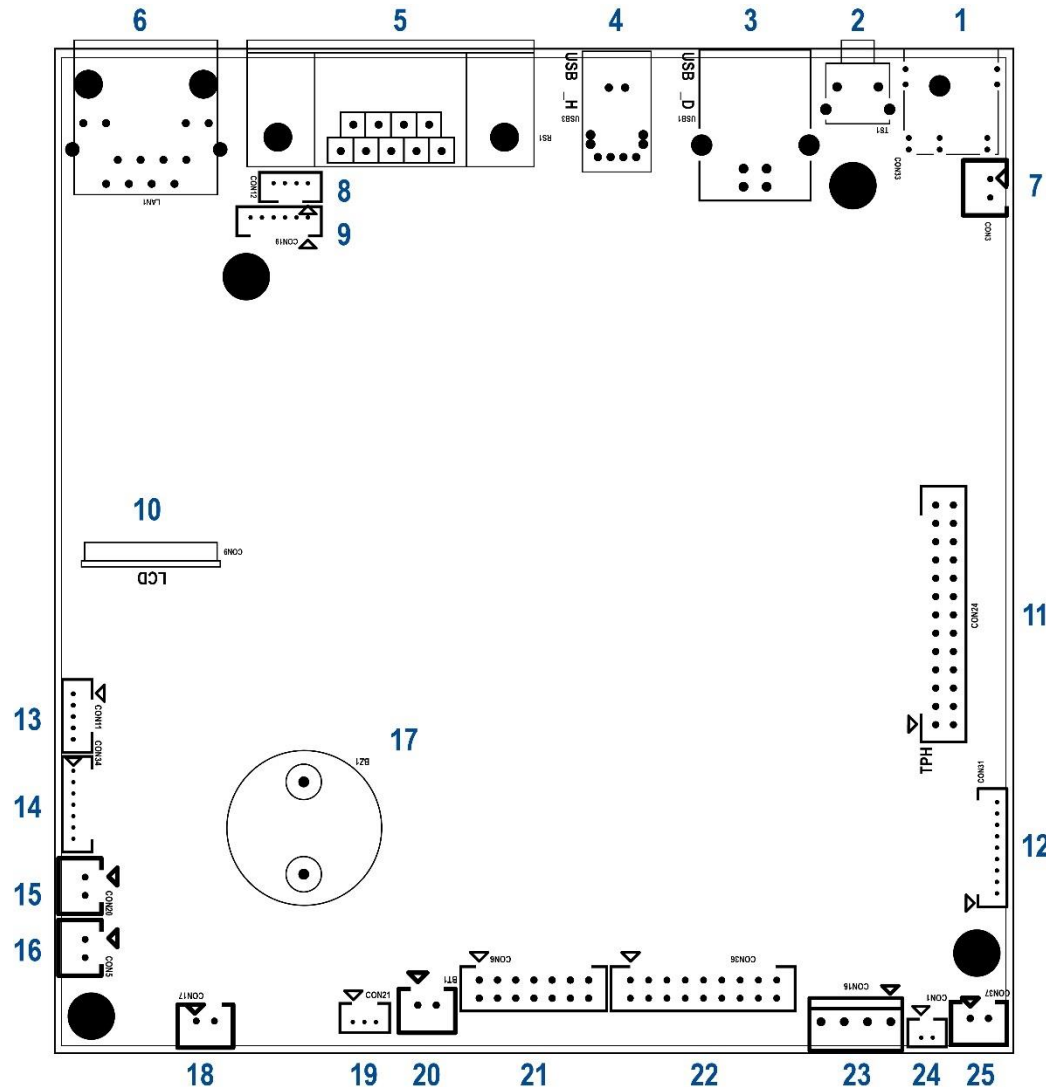 6 5 4 3 2 1
USB _H
USB3
USB _D
USB1
TS1
RS1
CON33
LAN1
CON12
8
7
CON19
9
CON3
10
CON9
LCD
CON24
11
TPH
CON11
13
CON34
17
BZ1
CON31
14
12
15
CON20
16
CON5
CON17
CON21
BT1
CON6
CON36
CON16
CON1
CON37
18 19 20 21 22 23 24 25